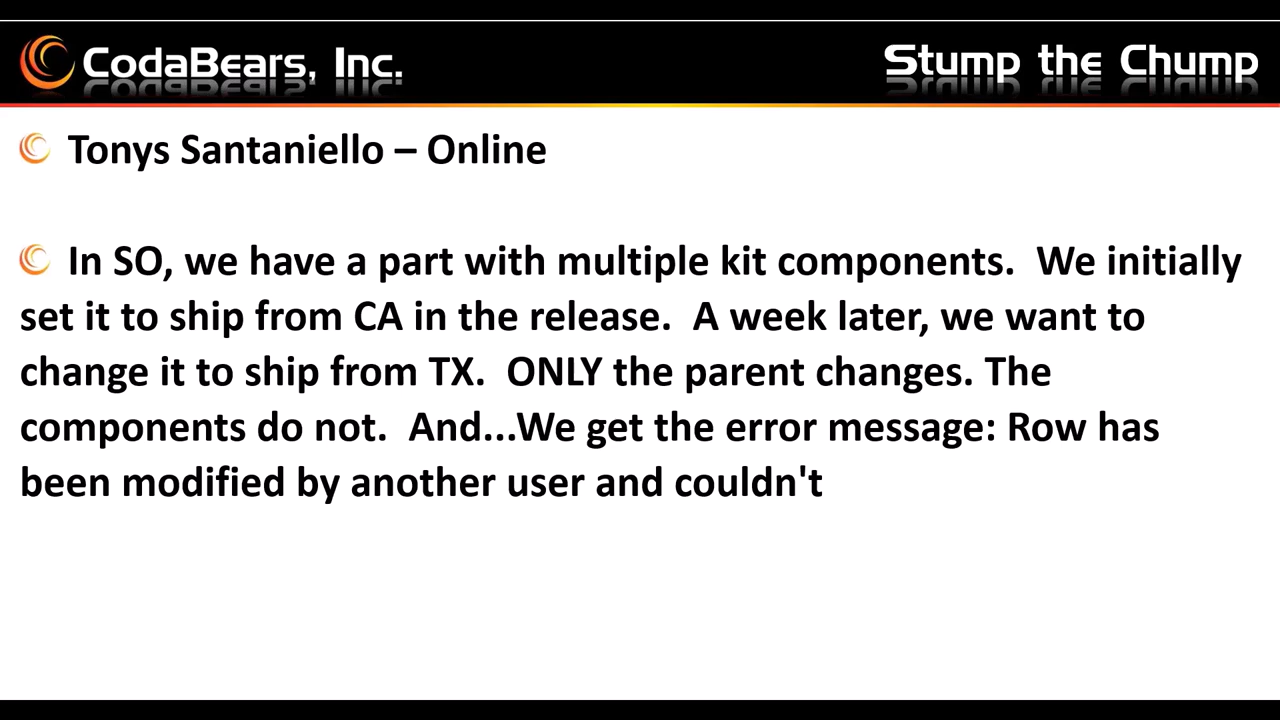 CodaBears, Inc.
Stump the Chump
Tonys Santaniello – Online
In SO, we have a part with multiple kit components.  We initially
set it to ship from CA in the release.  A week later, we want to
change it to ship from TX.  ONLY the parent changes. The
components do not.  And...We get the error message: Row has
been modified by another user and couldn't